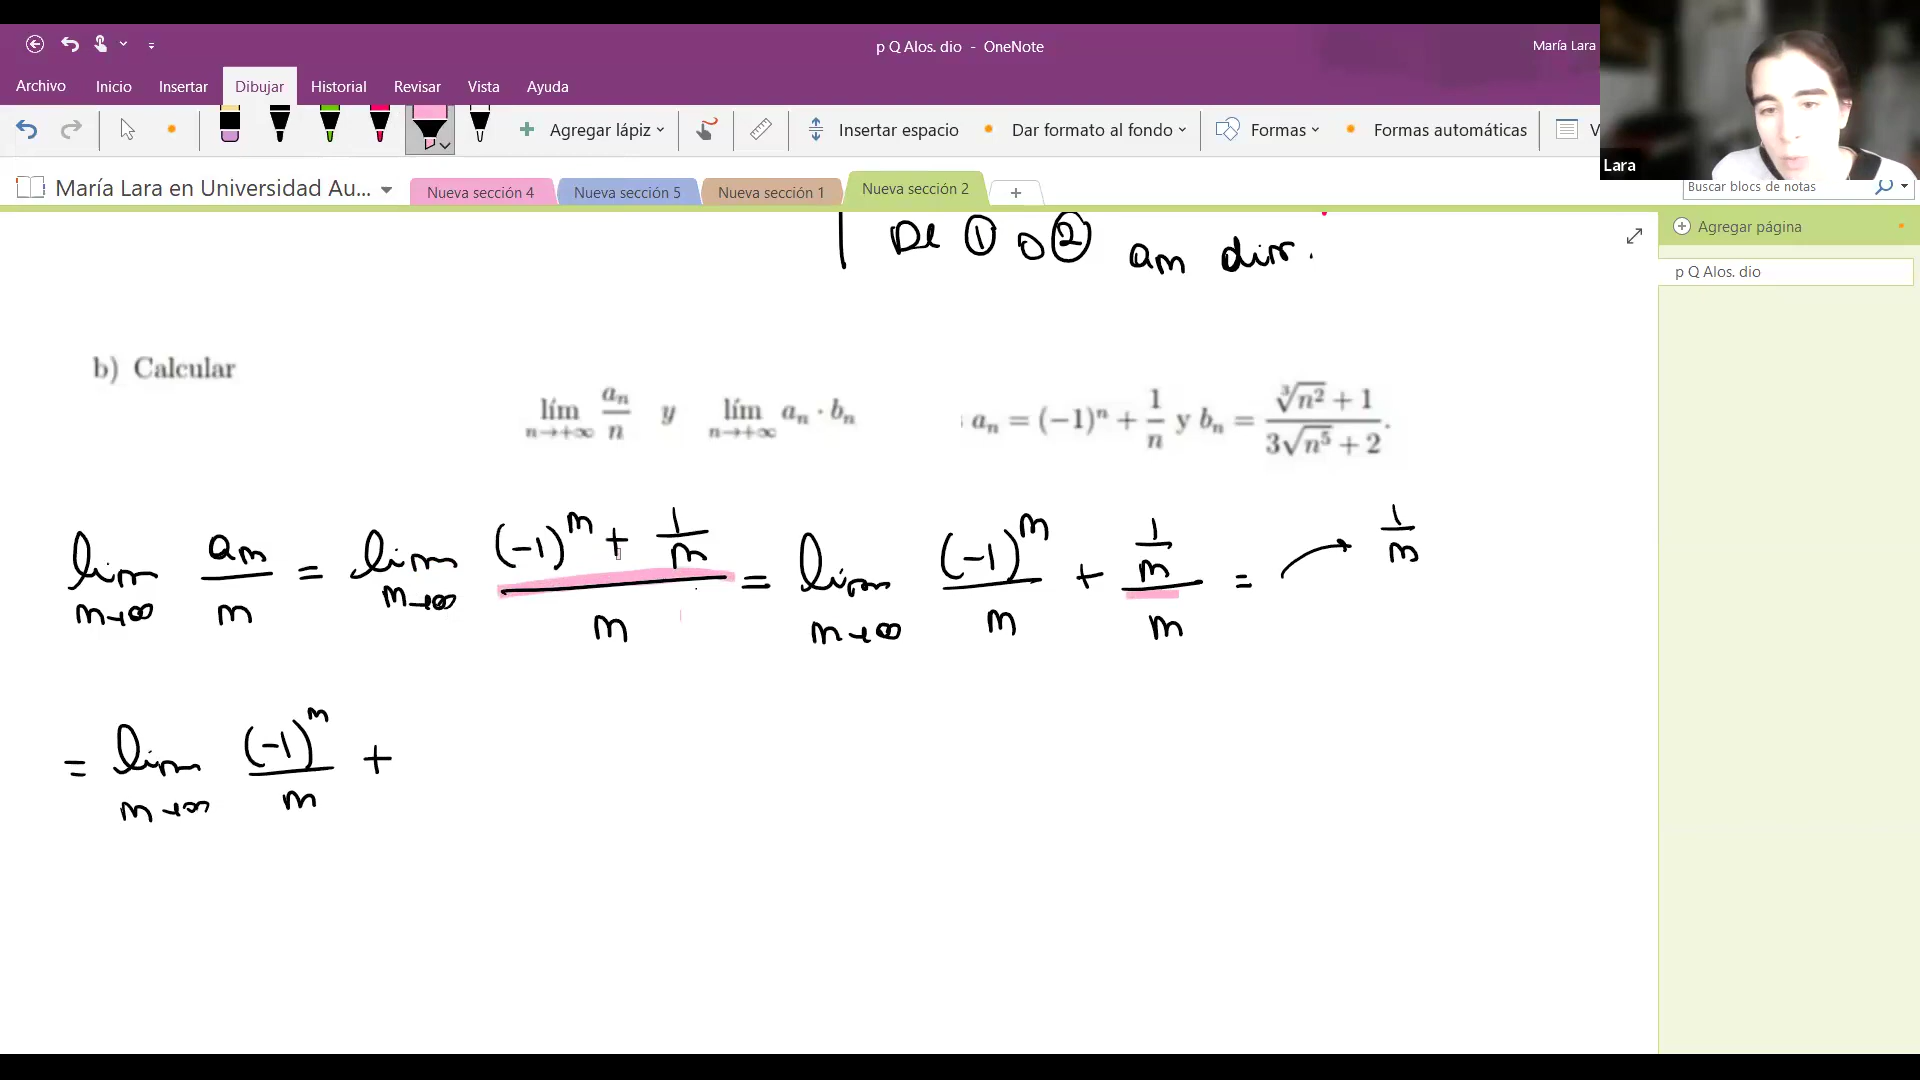 p Q Alos. dio - OneNote
María Lara
Archivo Inicio Insertar Dibujar Historial Revisar Vista Ayuda
Agregar lápiz Insertar espacio Dar formato al fondo Formas Formas automáticas V
Lara
María Lara en Universidad Au... Nueva sección 4 Nueva sección 5 Nueva sección 1 Nueva sección 2 +
Buscar blocs de notas
Agregar página
p Q Alos. dio
De ① o ② am dir.
b) Calcular
lím n→+∞ aₙ/n y lím n→+∞ aₙ · bₙ aₙ = (−1)ⁿ + 1/n y bₙ = (∛n² + 1)/(3√n⁵ + 2).
lim m→∞ am/m = lim m→∞ ((-1)^m + 1/m)/m = lim m→∞ (-1)^m/m + (1/m)/m = 1/m
= lim m→∞ (-1)^m/m +